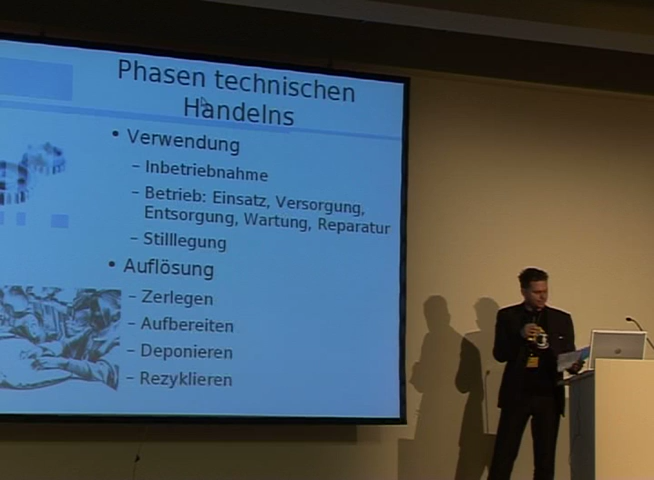 Phasen technischen
Handelns
• Verwendung
– Inbetriebnahme
– Betrieb: Einsatz, Versorgung,
Entsorgung, Wartung, Reparatur
– Stilllegung
• Auflösung
– Zerlegen
– Aufbereiten
– Deponieren
– Rezyklieren